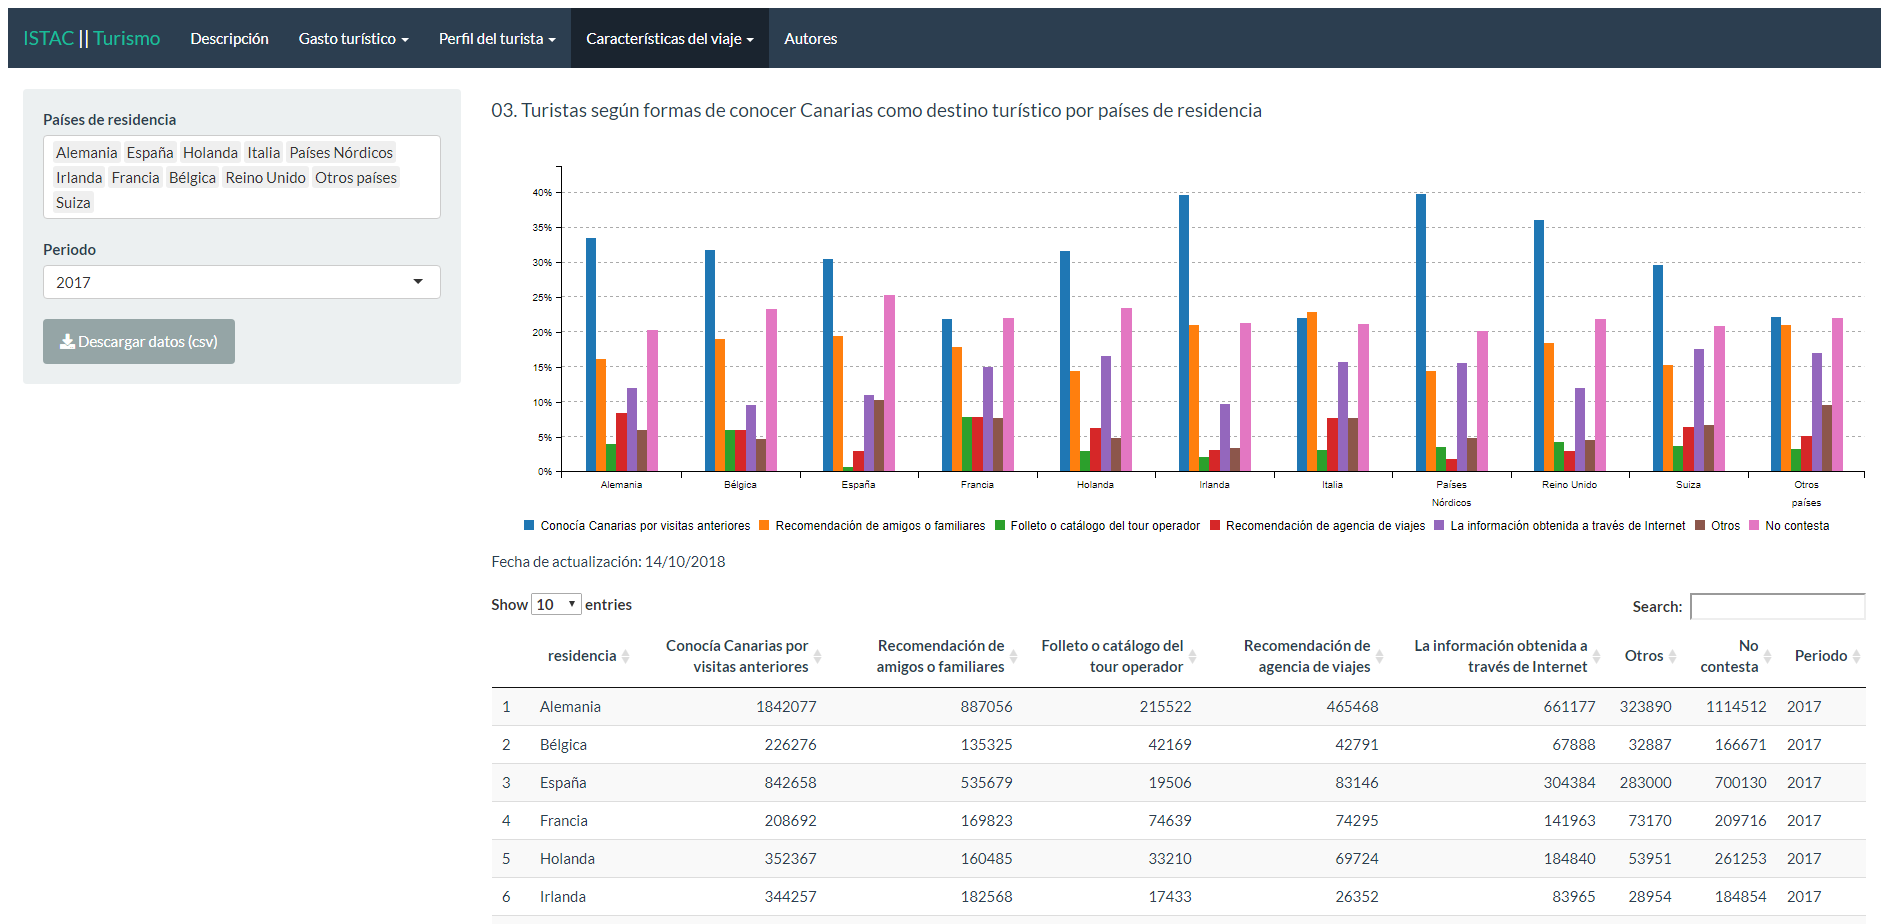 ISTAC || Turismo Descripción Gasto turístico Perfil del turista Características del viaje Autores
Países de residencia
Alemania España Holanda Italia Países Nórdicos
Irlanda Francia Bélgica Reino Unido Otros países
Suiza
Periodo
2017
Descargar datos (csv)
03. Turistas según formas de conocer Canarias como destino turístico por países de residencia
40%
35%
30%
25%
20%
15%
10%
5%
0%
Alemania Bélgica España Francia Holanda Irlanda Italia Países Nórdicos Reino Unido Suiza Otros países
Conocía Canarias por visitas anteriores Recomendación de amigos o familiares Folleto o catálogo del tour operador Recomendación de agencia de viajes La información obtenida a través de Internet Otros No contesta
Fecha de actualización: 14/10/2018
Show 10 entries Search:
residencia Conocía Canarias por visitas anteriores Recomendación de amigos o familiares Folleto o catálogo del tour operador Recomendación de agencia de viajes La información obtenida a través de Internet Otros No contesta Periodo
1 Alemania 1842077 887056 215522 465468 661177 323890 1114512 2017
2 Bélgica 226276 135325 42169 42791 67888 32887 166671 2017
3 España 842658 535679 19506 83146 304384 283000 700130 2017
4 Francia 208692 169823 74639 74295 141963 73170 209716 2017
5 Holanda 352367 160485 33210 69724 184840 53951 261253 2017
6 Irlanda 344257 182568 17433 26352 83965 28954 184854 2017